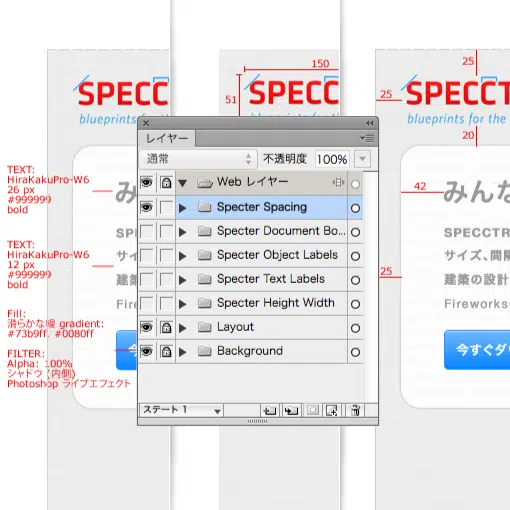 SPECC
blueprints for th
TEXT:
HiraKakuPro-W6
26 px
#999999
bold
TEXT:
HiraKakuPro-W6
12 px
#999999
bold
Fill:
滑らかな線 gradient:
#73b9ff, #0080ff
FILTER:
Alpha: 100%
シャドウ (内側)
Photoshop ライブエフェクト
み
SPE
サイ
建築
Fire
今
150
51
SPECC
レイヤー
通常
不透明度
100%
Web レイヤー
Specter Spacing
Specter Document Bo...
Specter Object Labels
Specter Text Labels
Specter Height Width
Layout
Background
ステート 1
25
25
SPECCT
blueprints for the
20
42
みんな
SPECCTR
サイズ、間隔
25
建築の設計
Fireworks
今すぐダウ